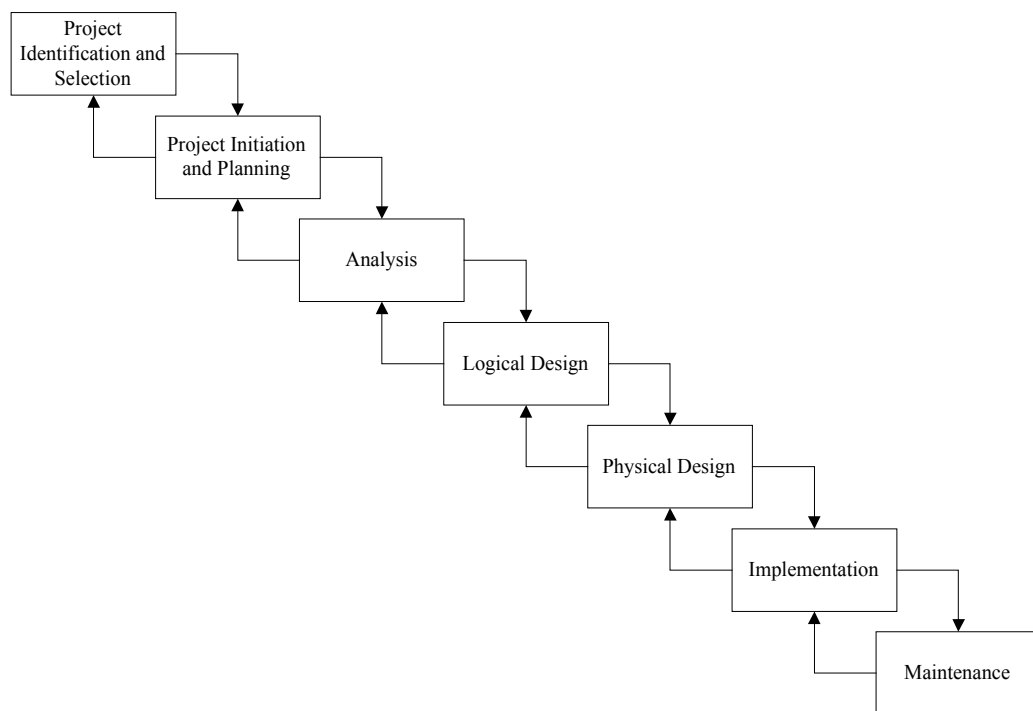 Project
Identification and
Selection
Project Initiation
and Planning
Analysis
Logical Design
Physical Design
Implementation
Maintenance